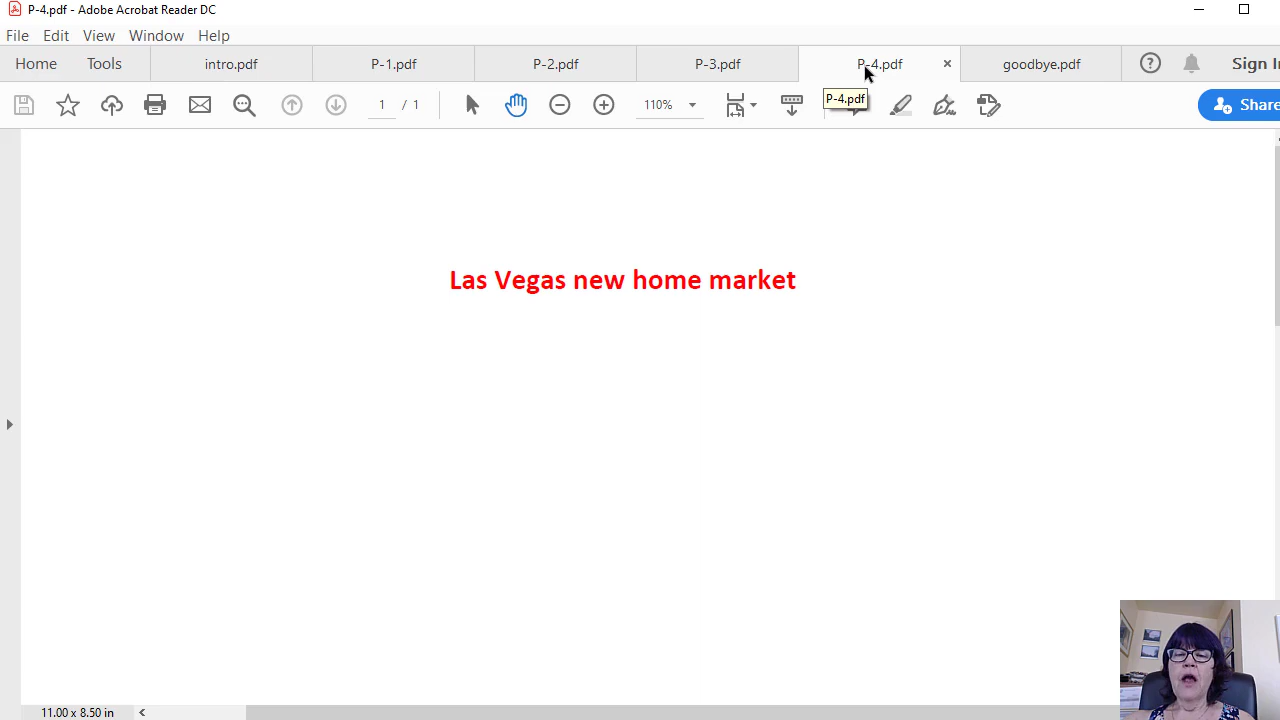 P-4.pdf - Adobe Acrobat Reader DC
File Edit View Window Help
Home Tools intro.pdf P-1.pdf P-2.pdf P-3.pdf P-4.pdf goodbye.pdf Sign In
1 / 1 110% Share
P-4.pdf
Las Vegas new home market
11.00 x 8.50 in